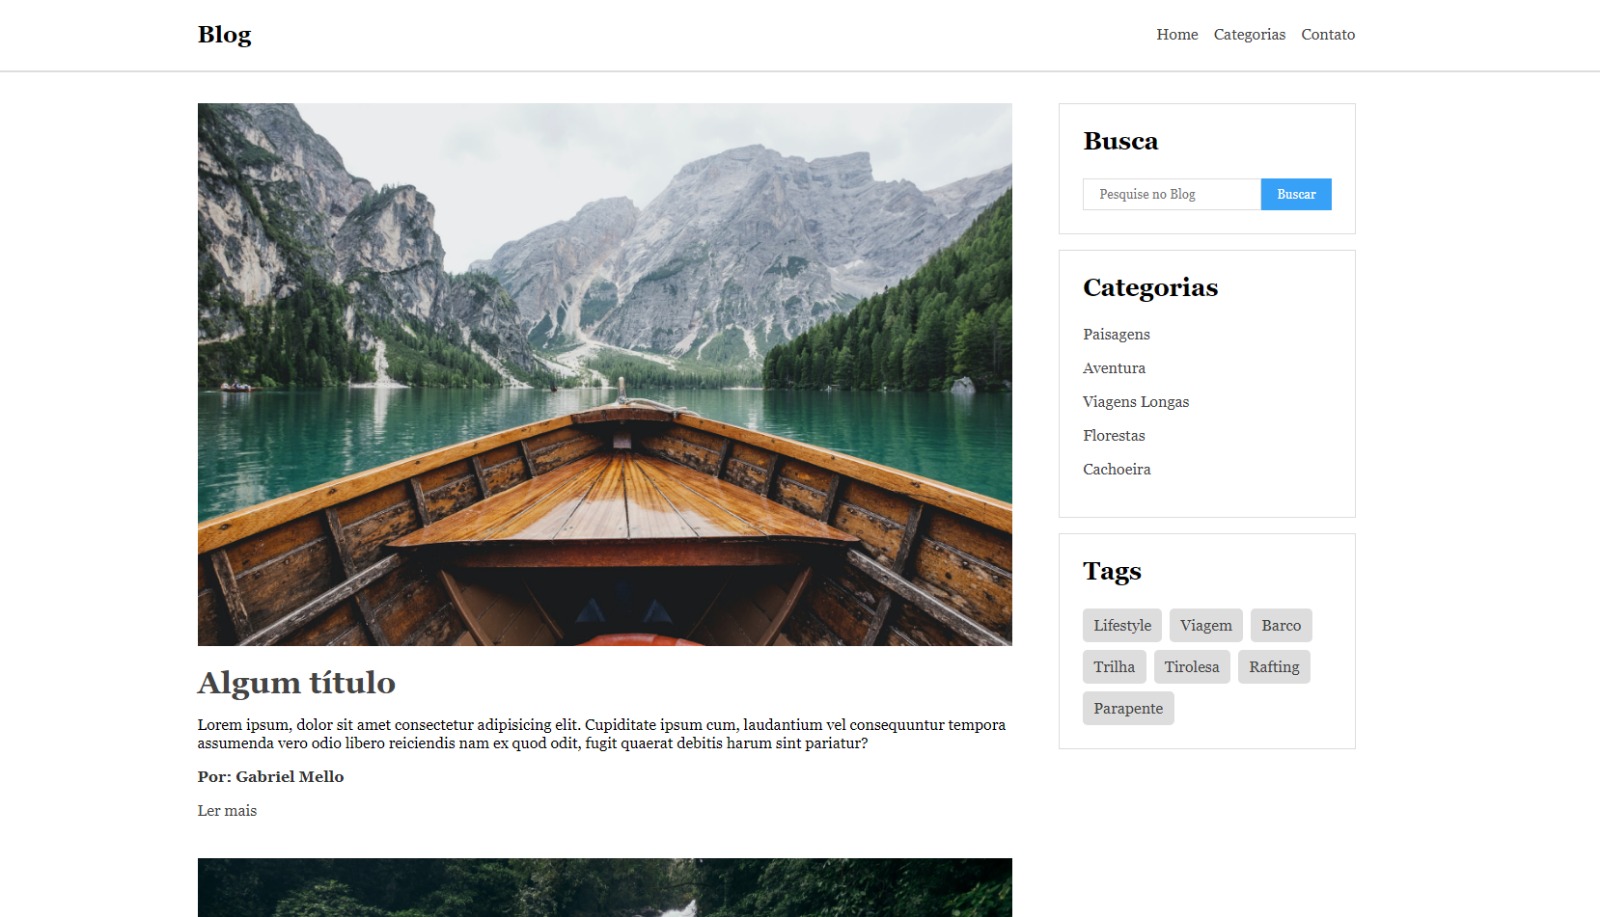 Blog
Home Categorias Contato
Algum título
Lorem ipsum, dolor sit amet consectetur adipisicing elit. Cupiditate ipsum cum, laudantium vel consequuntur tempora
assumenda vero odio libero reiciendis nam ex quod odit, fugit quaerat debitis harum sint pariatur?
Por: Gabriel Mello
Ler mais
Busca
Pesquise no Blog Buscar
Categorias
Paisagens
Aventura
Viagens Longas
Florestas
Cachoeira
Tags
Lifestyle Viagem Barco
Trilha Tirolesa Rafting
Parapente